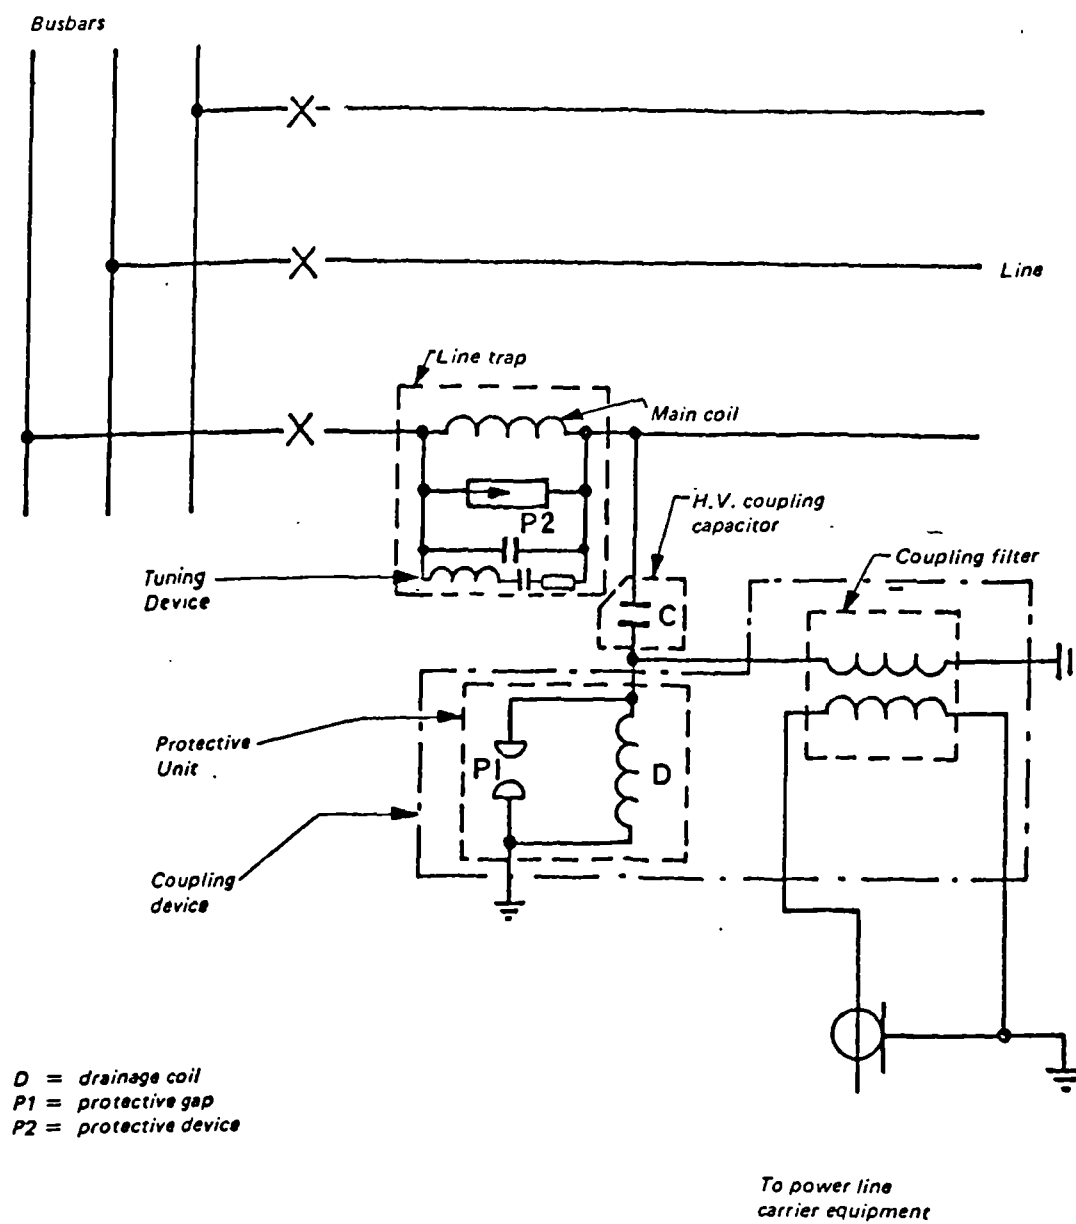 Busbars
Line
Line trap
Main coil
P2
H.V. coupling
capacitor
Tuning
Device
C
Coupling filter
Protective
Unit
P1
D
Coupling
device
D = drainage coil
P1 = protective gap
P2 = protective device
To power line
carrier equipment